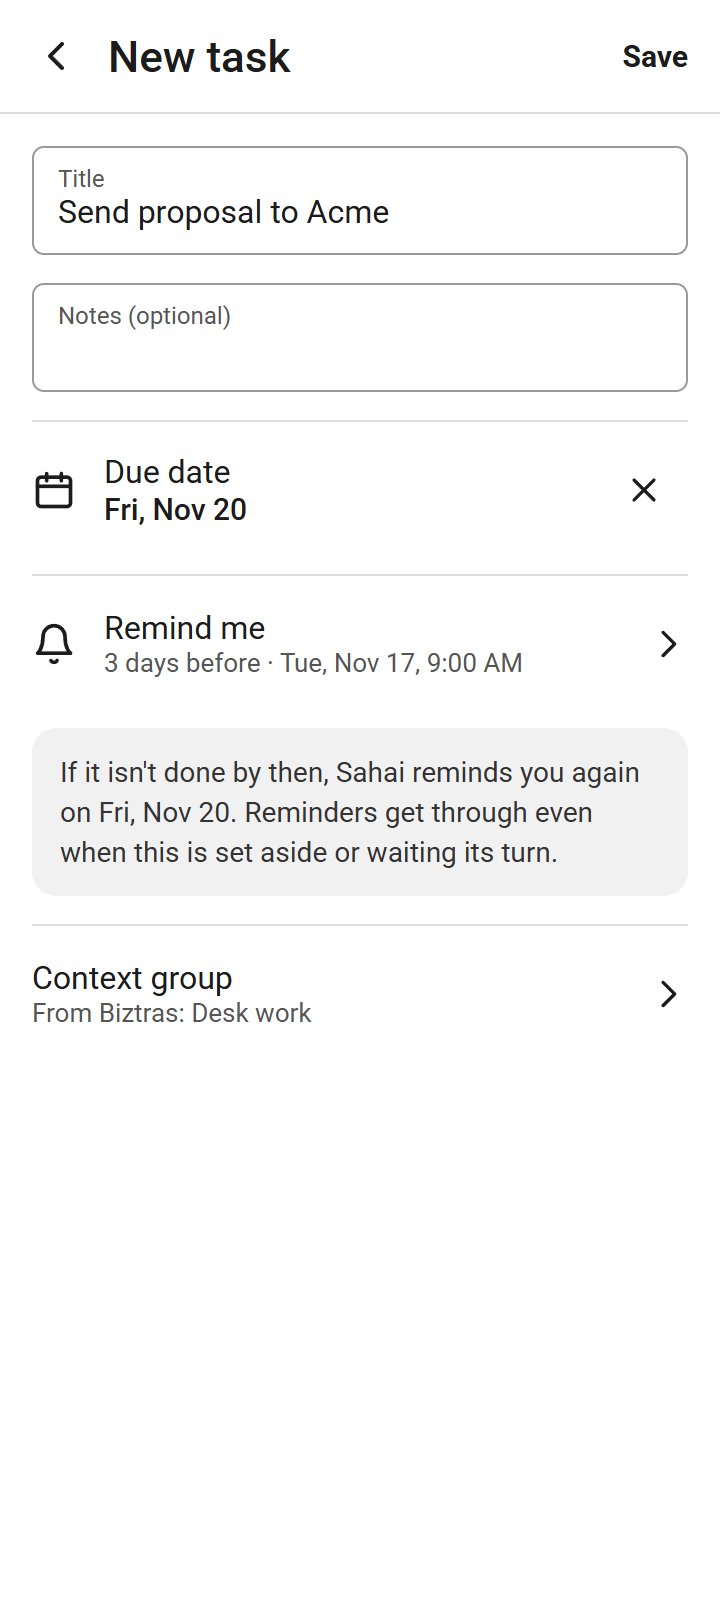 New task
Save
Title
Send proposal to Acme
Notes (optional)
Due date
Fri, Nov 20
Remind me
3 days before · Tue, Nov 17, 9:00 AM
If it isn't done by then, Sahai reminds you again
on Fri, Nov 20. Reminders get through even
when this is set aside or waiting its turn.
Context group
From Biztras: Desk work